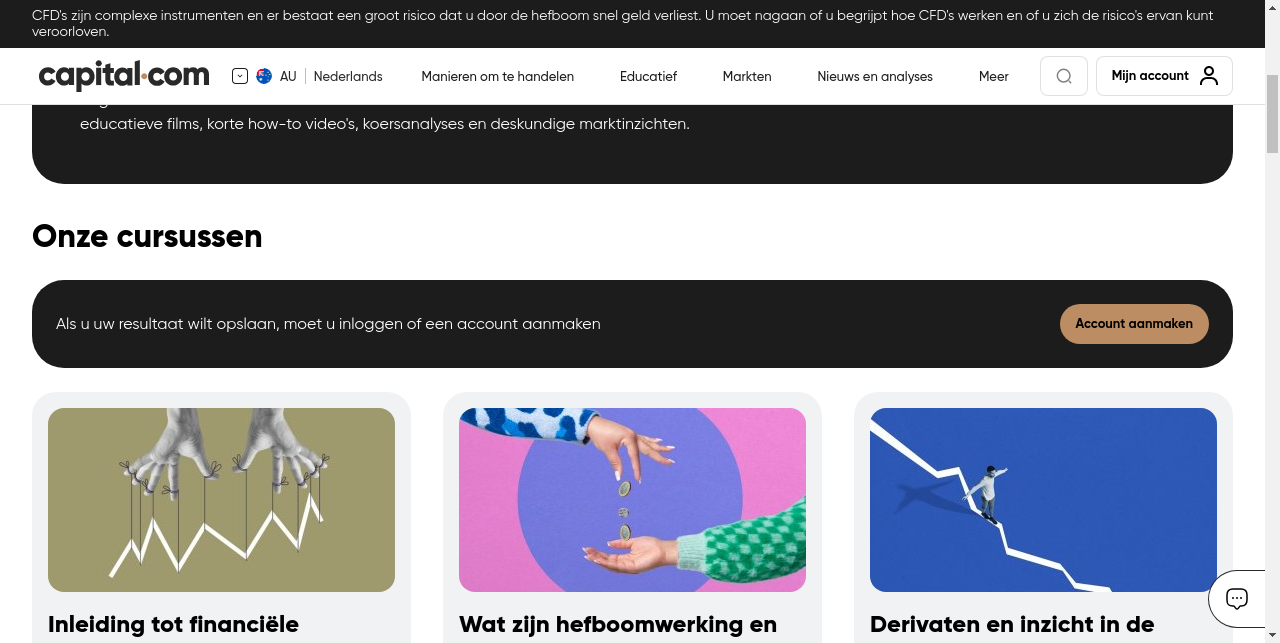 CFD's zijn complexe instrumenten en er bestaat een groot risico dat u door de hefboom snel geld verliest. U moet nagaan of u begrijpt hoe CFD's werken en of u zich de risico's ervan kunt
veroorloven.
capital.com
AU
Nederlands
Manieren om te handelen
Educatief
Markten
Nieuws en analyses
Meer
Mijn account
educatieve films, korte how-to video's, koersanalyses en deskundige marktinzichten.
Onze cursussen
Als u uw resultaat wilt opslaan, moet u inloggen of een account aanmaken
Account aanmaken
Inleiding tot financiële
Wat zijn hefboomwerking en
Derivaten en inzicht in de